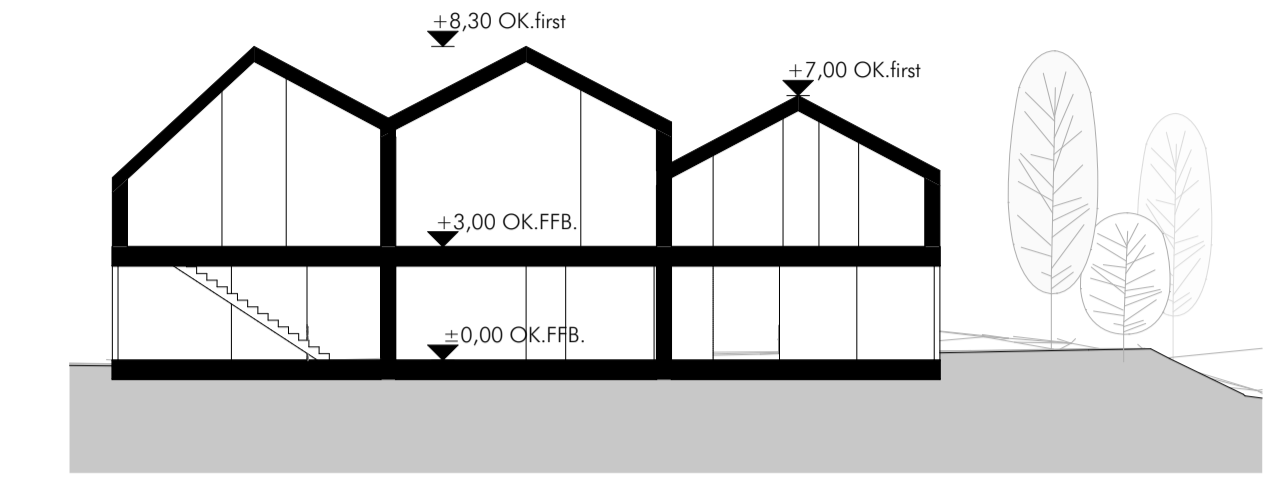 +8,30 OK.first
+7,00 OK.first
+3,00 OK.FFB.
±0,00 OK.FFB.